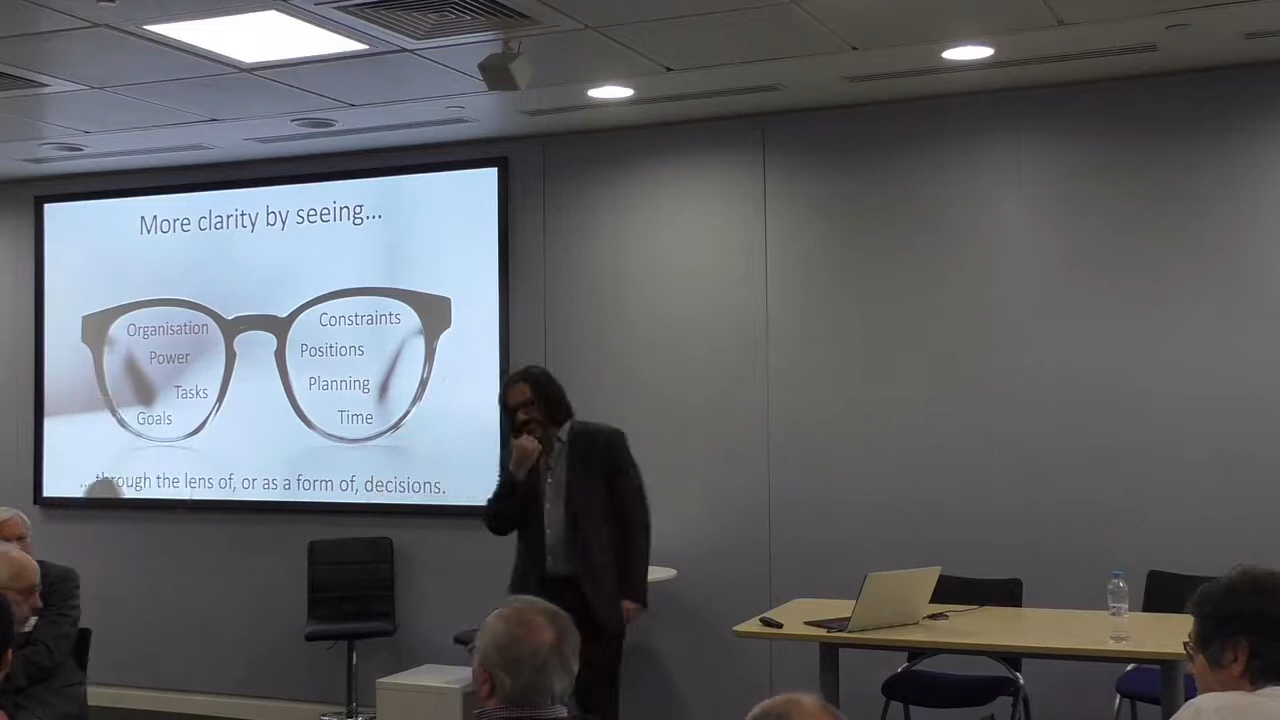 More clarity by seeing...
Organisation
Power
Tasks
Goals
Constraints
Positions
Planning
Time
...through the lens of, or as a form of, decisions.